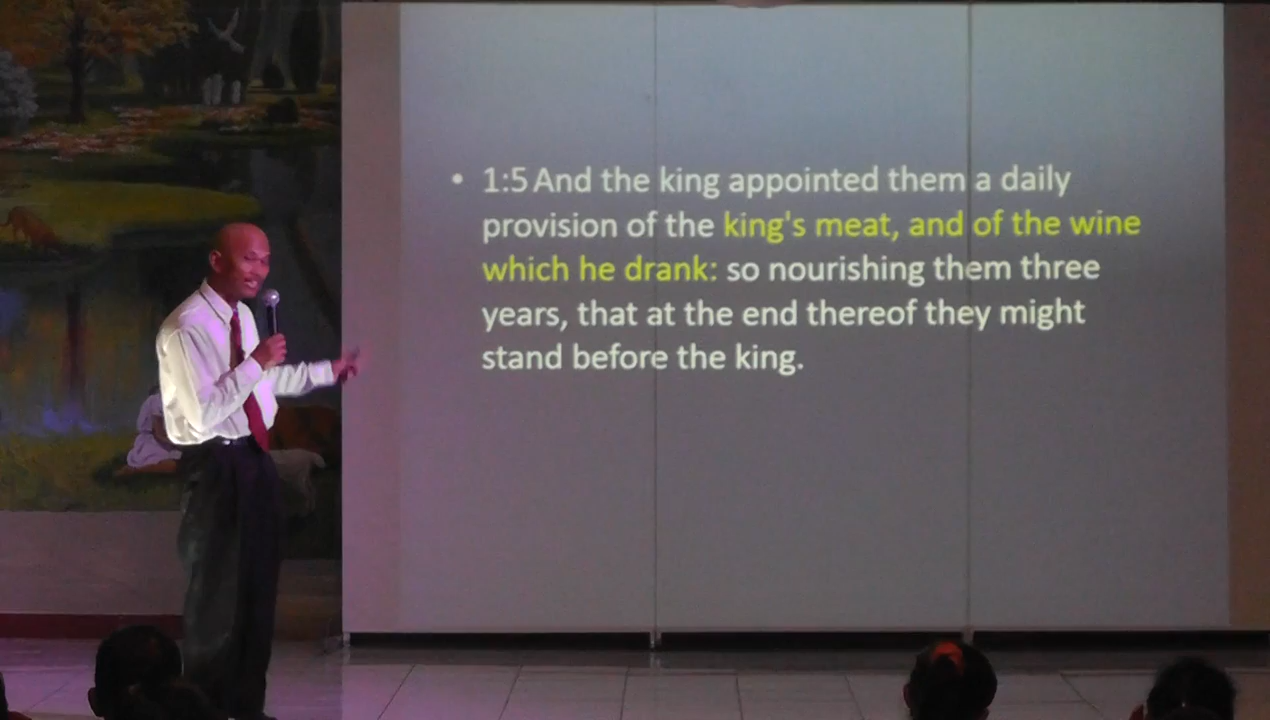 • 1:5 And the king appointed them a daily
provision of the king's meat, and of the wine
which he drank: so nourishing them three
years, that at the end thereof they might
stand before the king.